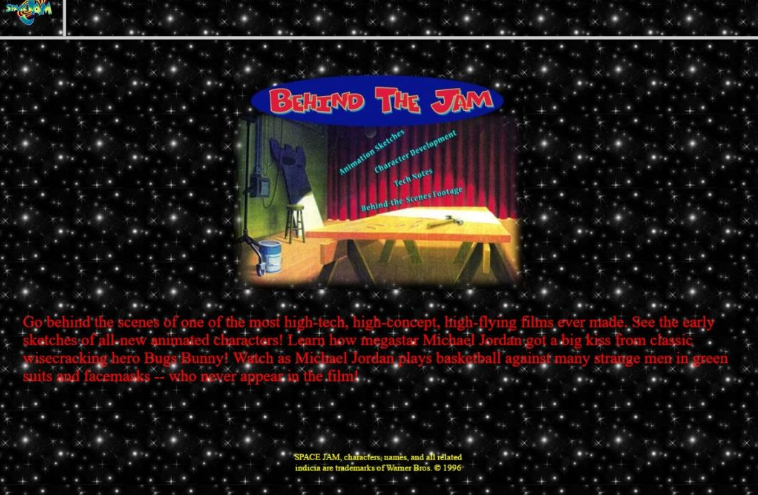 SPACE JAM
BEHIND THE JAM
Animation Sketches
Character Development
Tech Notes
Behind-the-Scenes Footage
Go behind the scenes of one of the most high-tech, high-concept, high-flying films ever made. See the early
sketches of all-new animated characters! Learn how megastar Michael Jordan got a big kiss from classic
wisecracking hero Bugs Bunny! Watch as Michael Jordan plays basketball against many strange men in green
suits and facemasks -- who never appear in the film!
SPACE JAM, characters, names, and all related
indicia are trademarks of Warner Bros. © 1996